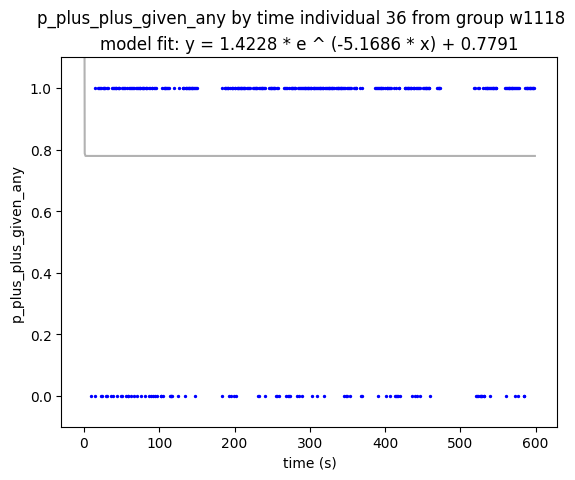 p_plus_plus_given_any by time individual 36 from group w1118
model fit: y = 1.4228 * e ^ (-5.1686 * x) + 0.7791
p_plus_plus_given_any
1.0
0.8
0.6
0.4
0.2
0.0
0 100 200 300 400 500 600
time (s)